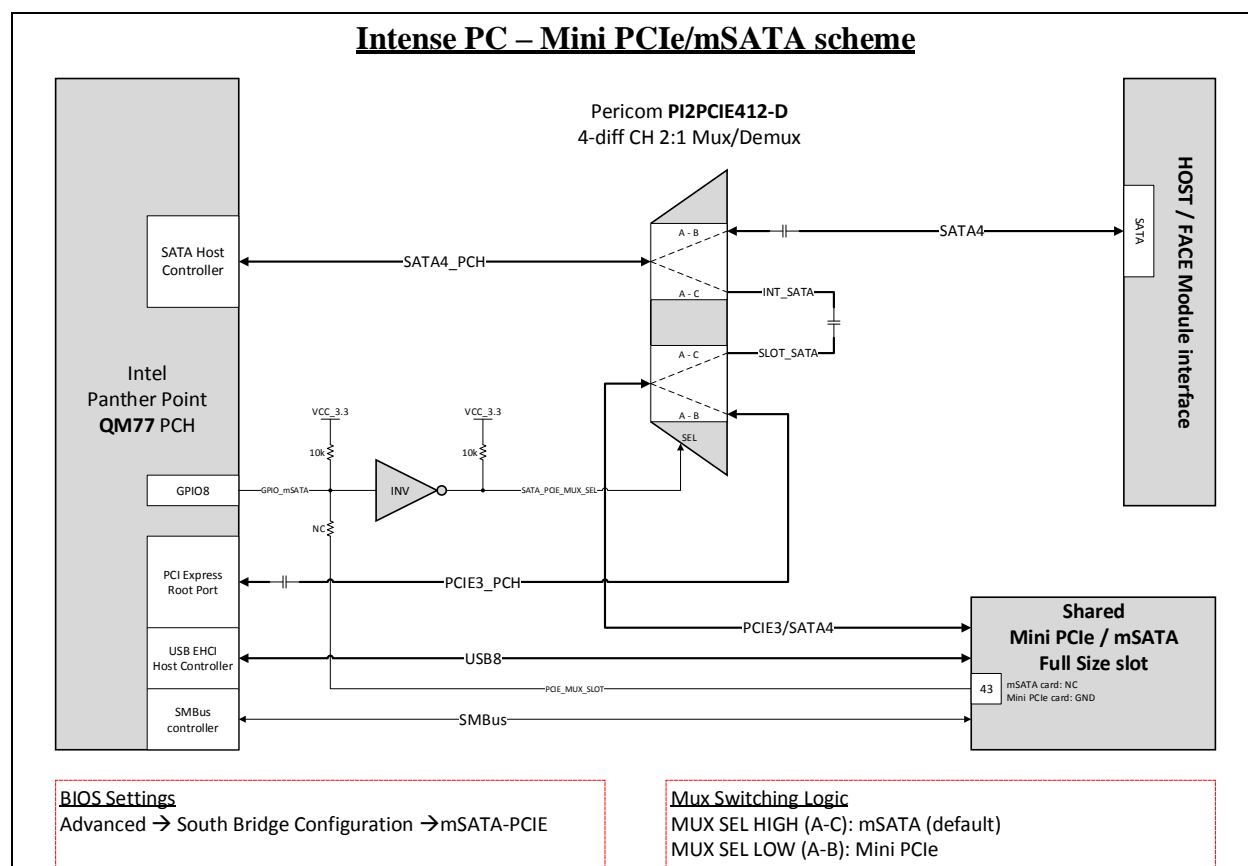 Intense PC – Mini PCIe/mSATA scheme
Pericom PI2PCIE412-D
4-diff CH 2:1 Mux/Demux
HOST / FACE Module interface
SATA
A - B
SATA4
SATA Host
Controller
SATA4_PCH
A - C
INT_SATA
A - C
SLOT_SATA
Intel
Panther Point
QM77 PCH
A - B
VCC_3.3
VCC_3.3
SEL
10k
10k
GPIO8
GPIO_mSATA
INV
SATA_PCIE_MUX_SEL
NC
PCI Express
Root Port
PCIE3_PCH
Shared
Mini PCIe / mSATA
Full Size slot
PCIE3/SATA4
USB EHCI
Host Controller
USB8
43
mSATA card: NC
Mini PCIe card: GND
PCIE_MUX_SLOT
SMBus
controller
SMBus
BIOS Settings
Advanced → South Bridge Configuration →mSATA-PCIE
Mux Switching Logic
MUX SEL HIGH (A-C): mSATA (default)
MUX SEL LOW (A-B): Mini PCIe